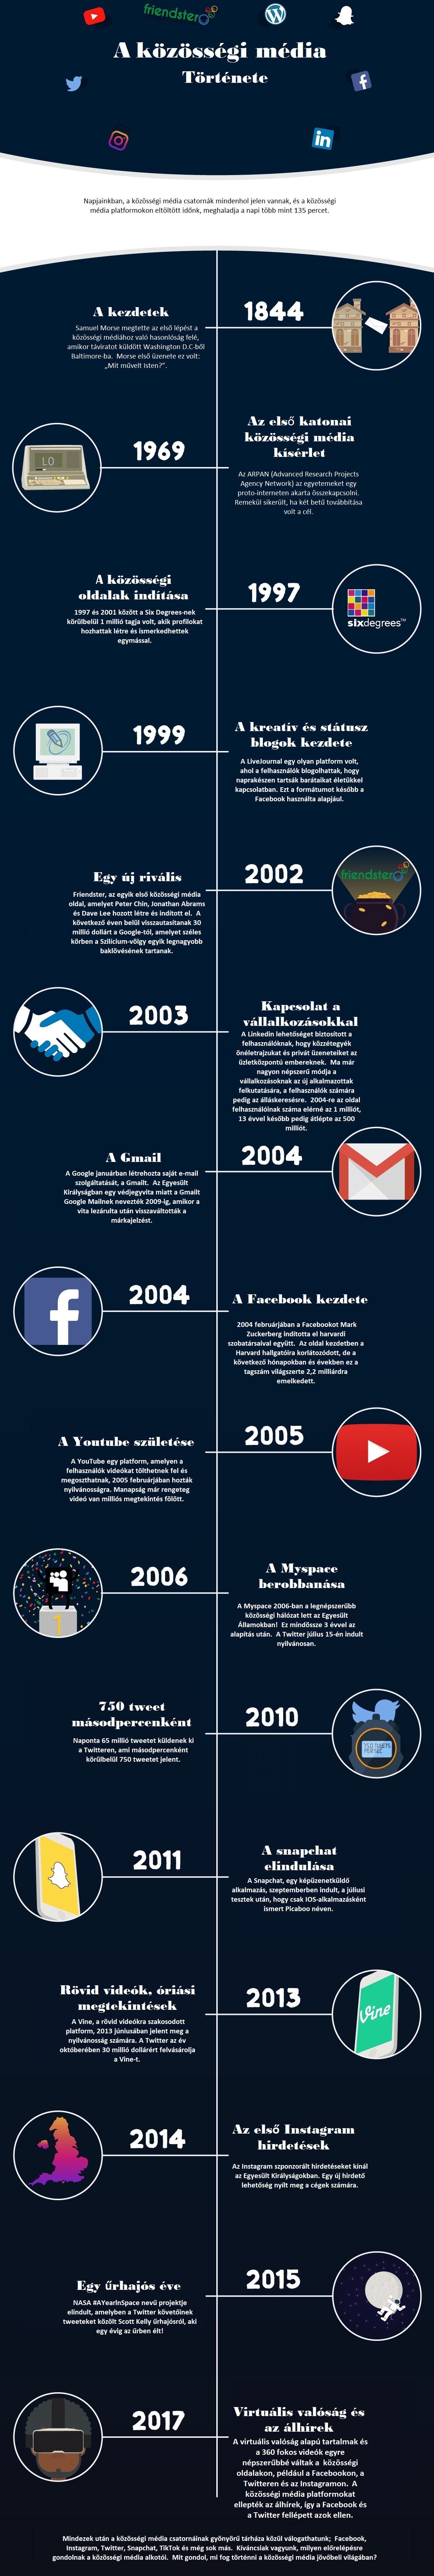 friendster
A közösségi média
Története
Napjainkban, a közösségi média csatornák mindenhol jelen vannak, és a közösségi
média platformokon eltöltött időnk, meghaladja a napi több mint 135 percet.
A kezdetek
Samuel Morse megtette az első lépést a
közösségi médiához való hasonlóság felé,
amikor táviratot küldött Washington D.C-ből
Baltimore-ba. Morse első üzenete ez volt:
„Mit művelt Isten?".
1844
1969
LO
Az első katonai
közösségi média
kísérlet
Az ARPAN (Advanced Research Projects
Agency Network) az egyetemeket egy
proto-interneten akarta összekapcsolni.
Remekül sikerült, ha két betű továbbítása
volt a cél.
A közösségi
oldalak indítása
1997 és 2001 között a Six Degrees-nek
körülbelül 1 millió tagja volt, akik profilokat
hozhattak létre és ismerkedhettek
egymással.
1997
sixdegrees™
1999
A kreatív és státusz
blogok kezdete
A LiveJournal egy olyan platform volt,
ahol a felhasználók blogolhattak, hogy
naprakészen tartsák barátaikat életükkel
kapcsolatban. Ezt a formátumot később a
Facebook használta alapjául.
Egy új rivális
Friendster, az egyik első közösségi média
oldal, amelyet Peter Chin, Jonathan Abrams
és Dave Lee hozott létre és indított el. A
következő éven belül visszautasítanak 30
millió dollárt a Google-tól, amelyet széles
körben a Szilícium-völgy egyik legnagyobb
baklövésének tartanak.
2002
friendster
2003
Kapcsolat a
vállalkozásokkal
A Linkedin lehetőséget biztosított a
felhasználóknak, hogy közzétegyék
önéletrajzukat és privát üzeneteiket az
üzletközpontú embereknek. Ya már
nagyon népszerű módja a
vállalkozásoknak az új alkalmazottak
felkutatására, a felhasználók számára
pedig az álláskeresésre. 2004-re az oldal
felhasználóinak száma elérné az 1 milliót,
13 évvel később pedig átlépte az 500
milliót.
A Gmail
A Google januárban létrehozta saját e-mail
szolgáltatását, a Gmailt. Az Egyesült
Királyságban egy védjegyvita miatt a Gmailt
Google Mailnek nevezték 2009-ig, amikor a
vita lezárulta után visszaváltották a
márkajelzést.
2004
2004
A Facebook kezdete
2004 februárjában a Facebookot Mark
Zuckerberg indította el harvardi
szobatársaival együtt. Az oldal kezdetben a
Harvard hallgatóira korlátozódott, de a
következő hónapokban és években ez a
tagszám világszerte 2,2 milliárdra
emelkedett.
A Youtube születése
A YouTube egy platform, amelyen a
felhasználók videókat tölthetnek fel és
megoszthatnak, 2005 februárjában hozták
nyilvánosságra. Manapság már rengeteg
videó van milliós megtekintés fölött.
2005
2006
1
A Myspace
berobbanása
A Myspace 2006-ban a legnépszerűbb
közösségi hálózat lett az Egyesült
Államokban! Ez mindössze 3 évvel az
alapítás után. A Twitter július 15-én indult
nyilvánosan.
750 tweet
másodpercenként
Naponta 65 millió tweetet küldenek ki
a Twitteren, ami másodpercenként
körülbelül 750 tweetet jelent.
2010
750 TWEETS
PER SEC
2011
A snapchat
elindulása
A Snapchat, egy képüzenetküldő
alkalmazás, szeptemberben indult, a júliusi
tesztek után, hogy csak IOS-alkalmazásként
ismert Picaboo néven.
Rövid videók, óriási
megtekintések
A Vine, a rövid videókra szakosodott
platform, 2013 júniusában jelent meg a
nyilvánosság számára. A Twitter az év
októberében 30 millió dollárért felvásárolja
a Vine-t.
2013
Vine
2014
Az első Instagram
hirdetések
Az Instagram szponzorált hirdetéseket kínál
az Egyesült Királyságokban. Egy új hirdető
lehetőség nyílt meg a cégek számára.
Egy űrhajós éve
NASA #AYearInSpace nevű projektje
elindult, amelyben a Twitter követőinek
tweeteket közölt Scott Kelly űrhajósról, aki
egy évig az űrben élt!
2015
2017
Virtuális valóság és
az álhírek
A virtuális valóság alapú tartalmak és
a 360 fokos videók egyre
népszerűbbé váltak a közösségi
oldalakon, például a Facebookon, a
Twitteren és az Instagramon. A
közösségi média platformokat
ellepték az álhírek, így a Facebook és
a Twitter fellépett azok ellen.
Mindezek után a közösségi média csatornáinak gyönyörű tárháza közül válogathatunk; Facebook,
Instagram, Twitter, Snapchat, TikTok és még sok más. Kíváncsiak vagyunk, milyen előrelépésre
gondolnak a közösségi média alkotói. Mit gondol, mi fog történni a közösségi média jövőbeli világában?